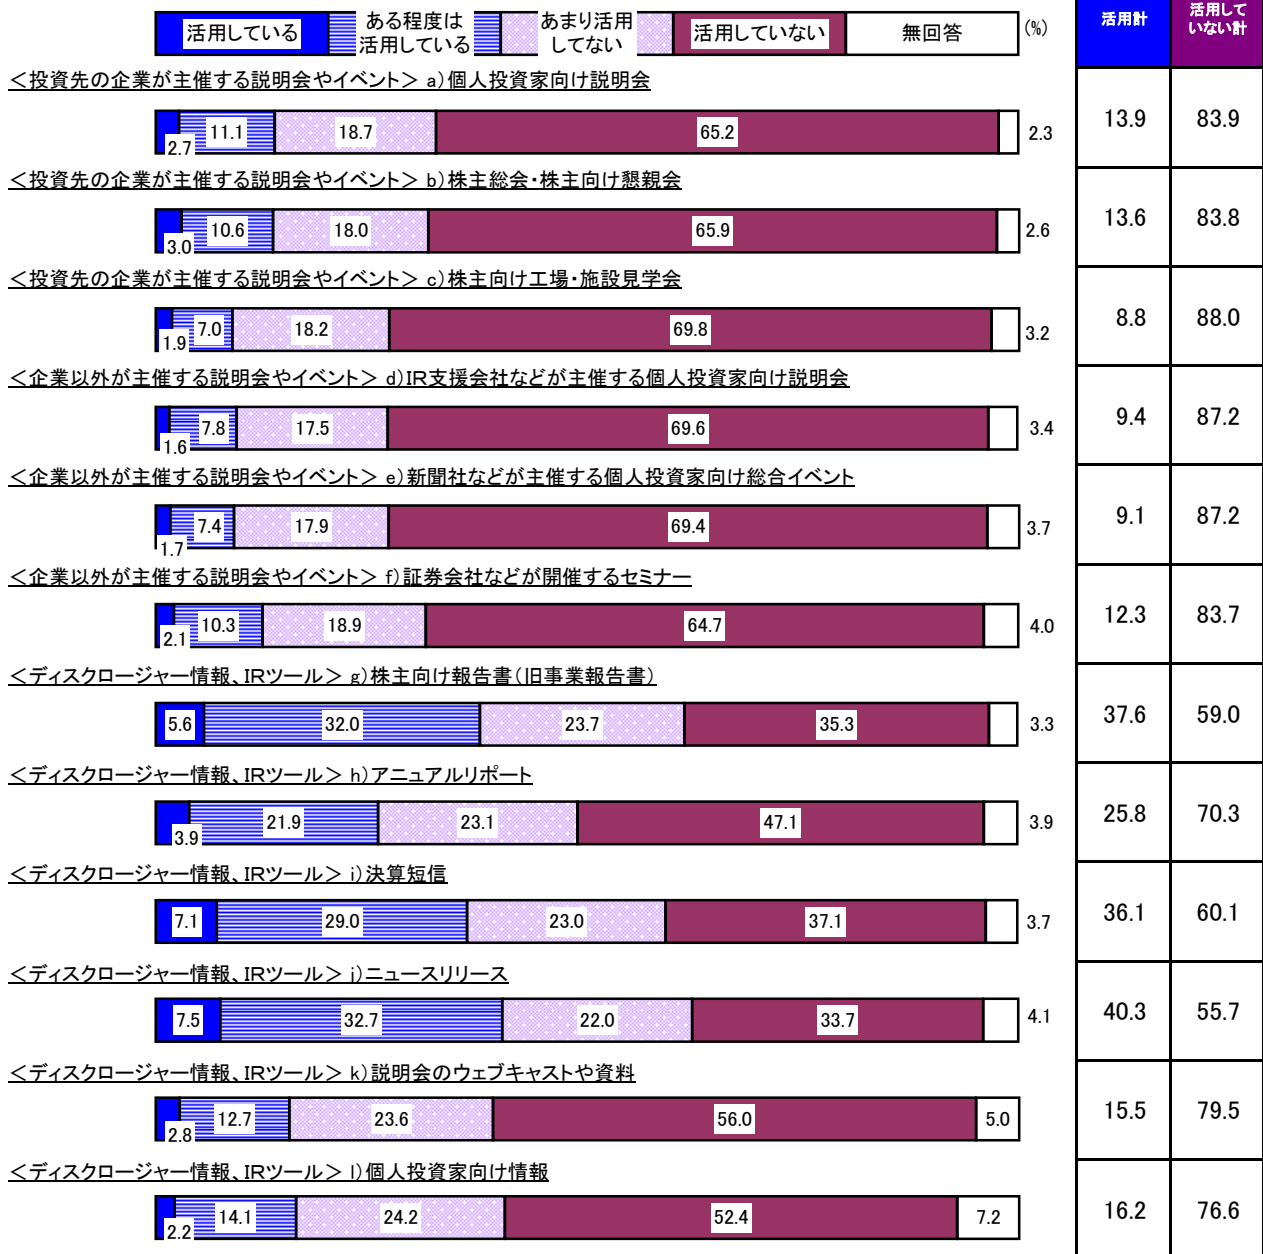 活用している
ある程度は
活用している
あまり活用
してない
活用していない
無回答
(%)
活用計
活用して
いない計
＜投資先の企業が主催する説明会やイベント＞ a)個人投資家向け説明会
2.7 11.1 18.7 65.2 2.3 13.9 83.9
＜投資先の企業が主催する説明会やイベント＞ b)株主総会・株主向け懇親会
3.0 10.6 18.0 65.9 2.6 13.6 83.8
＜投資先の企業が主催する説明会やイベント＞ c)株主向け工場・施設見学会
1.9 7.0 18.2 69.8 3.2 8.8 88.0
＜企業以外が主催する説明会やイベント＞ d)IR支援会社などが主催する個人投資家向け説明会
1.6 7.8 17.5 69.6 3.4 9.4 87.2
＜企業以外が主催する説明会やイベント＞ e)新聞社などが主催する個人投資家向け総合イベント
1.7 7.4 17.9 69.4 3.7 9.1 87.2
＜企業以外が主催する説明会やイベント＞ f)証券会社などが開催するセミナー
2.1 10.3 18.9 64.7 4.0 12.3 83.7
＜ディスクロージャー情報、IRツール＞ g)株主向け報告書(旧事業報告書)
5.6 32.0 23.7 35.3 3.3 37.6 59.0
＜ディスクロージャー情報、IRツール＞ h)アニュアルリポート
3.9 21.9 23.1 47.1 3.9 25.8 70.3
＜ディスクロージャー情報、IRツール＞ i)決算短信
7.1 29.0 23.0 37.1 3.7 36.1 60.1
＜ディスクロージャー情報、IRツール＞ j)ニュースリリース
7.5 32.7 22.0 33.7 4.1 40.3 55.7
＜ディスクロージャー情報、IRツール＞ k)説明会のウェブキャストや資料
2.8 12.7 23.6 56.0 5.0 15.5 79.5
＜ディスクロージャー情報、IRツール＞ l)個人投資家向け情報
2.2 14.1 24.2 52.4 7.2 16.2 76.6